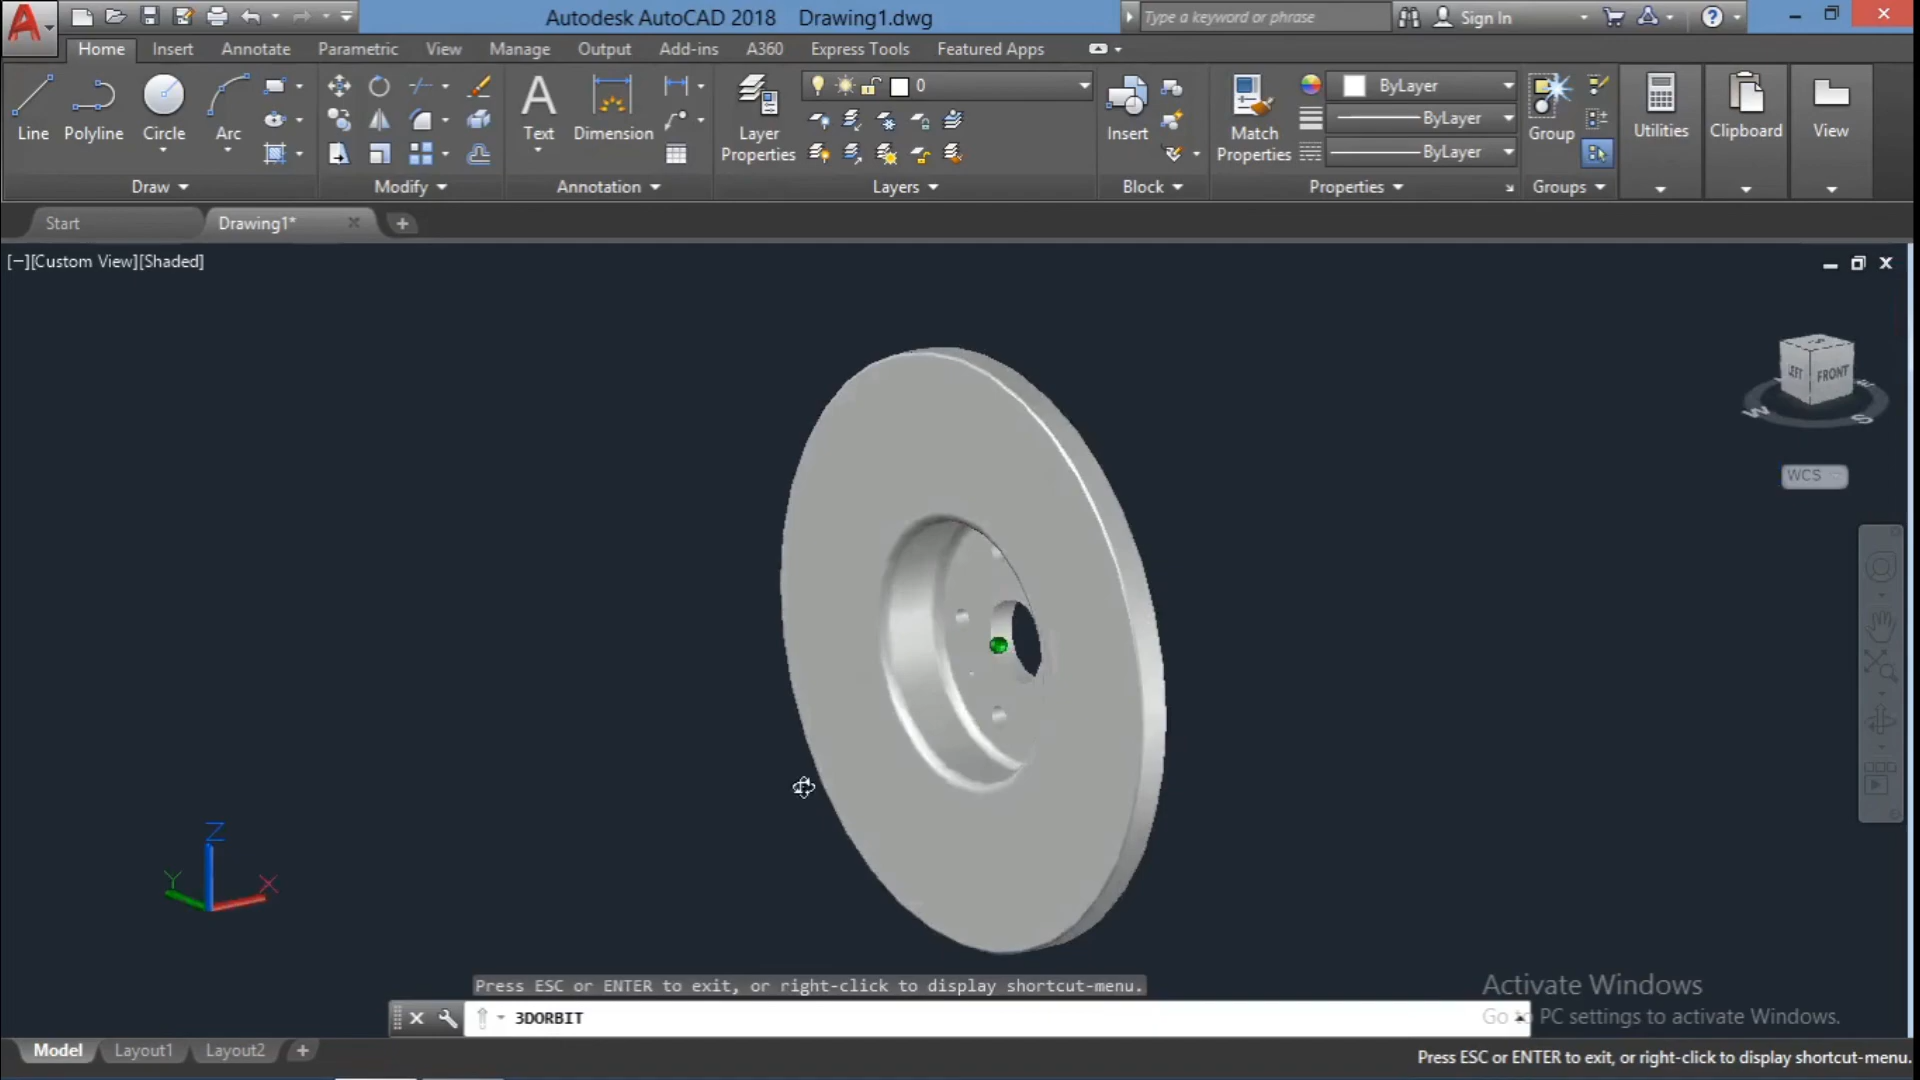 Autodesk AutoCAD 2018 Drawing1.dwg
Type a keyword or phrase
Sign In
Home Insert Annotate Parametric View Manage Output Add-ins A360 Express Tools Featured Apps
0
ByLayer
ByLayer
ByLayer
Line Polyline Circle Arc
Text Dimension
Layer Properties
Insert
Match Properties
Group
Utilities
Clipboard
View
Draw Modify Annotation Layers Block Properties Groups
Start Drawing1*
[−][Custom View][Shaded]
LEFT FRONT
W S
WCS
Z
Y X
Press ESC or ENTER to exit, or right-click to display shortcut-menu.
Activate Windows
Go to PC settings to activate Windows.
3DORBIT
Model Layout1 Layout2
Press ESC or ENTER to exit, or right-click to display shortcut-menu.